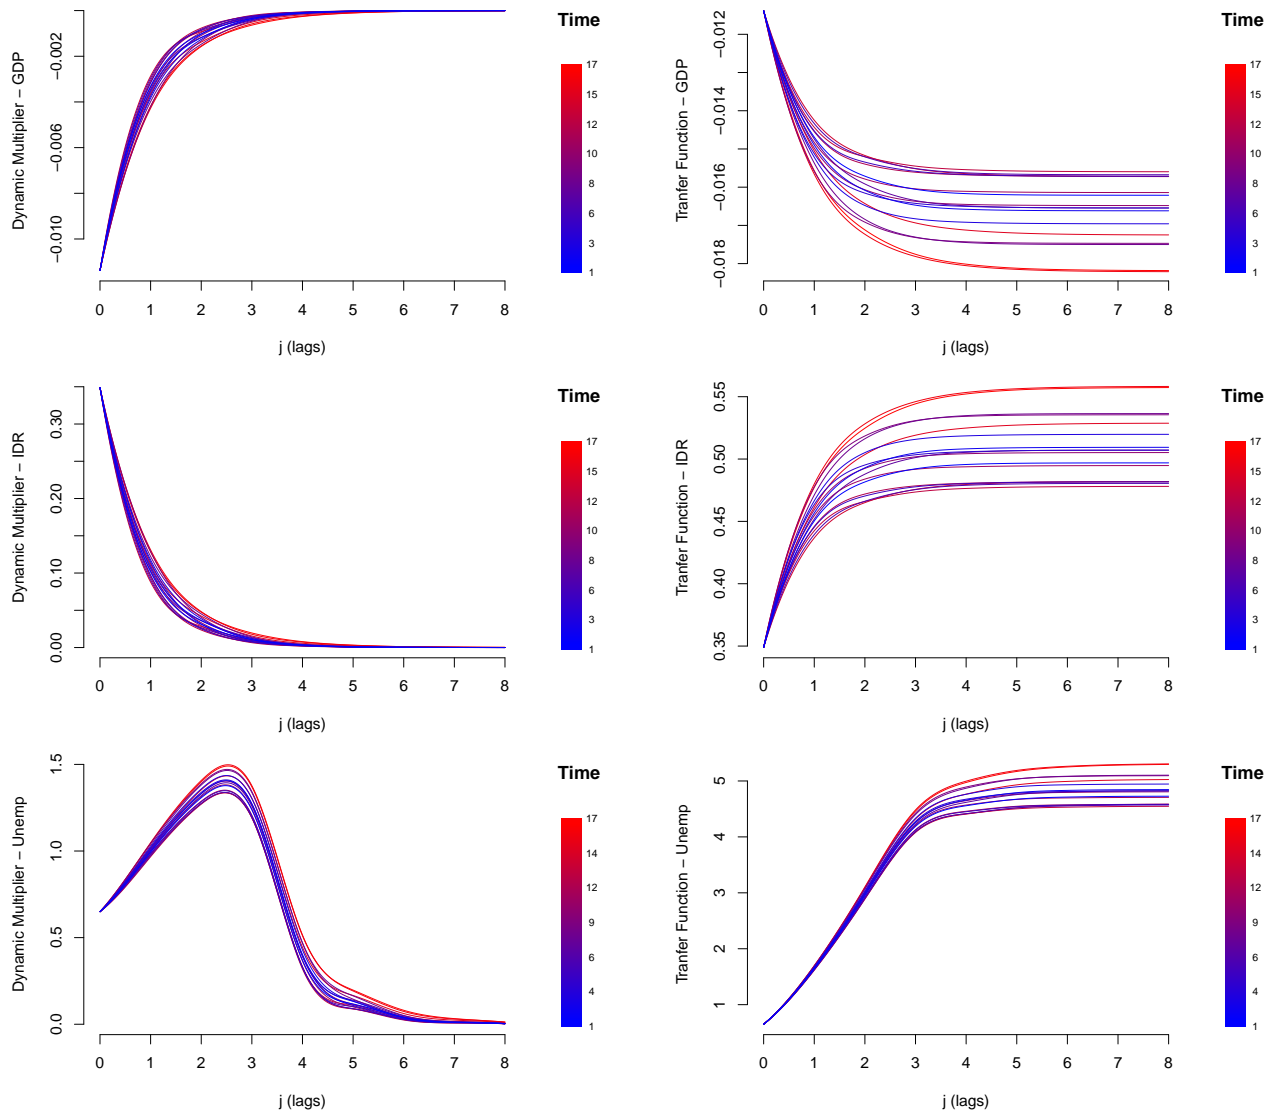 Dynamic Multiplier − GDP
−0.002
−0.006
−0.010
0 1 2 3 4 5 6 7 8
j (lags)
Time
17
15
12
10
8
6
3
1
Tranfer Function − GDP
−0.012
−0.014
−0.016
−0.018
0 1 2 3 4 5 6 7 8
j (lags)
Time
17
15
12
10
8
6
3
1
Dynamic Multiplier − IDR
0.30
0.20
0.10
0.00
0 1 2 3 4 5 6 7 8
j (lags)
Time
17
15
12
10
8
6
3
1
Tranfer Function − IDR
0.55
0.50
0.45
0.40
0.35
0 1 2 3 4 5 6 7 8
j (lags)
Time
17
15
12
10
8
6
3
1
Dynamic Multiplier − Unemp
1.5
1.0
0.5
0.0
0 1 2 3 4 5 6 7 8
j (lags)
Time
17
14
12
9
6
4
1
Tranfer Function − Unemp
5
4
3
2
1
0 1 2 3 4 5 6 7 8
j (lags)
Time
17
14
12
9
6
4
1